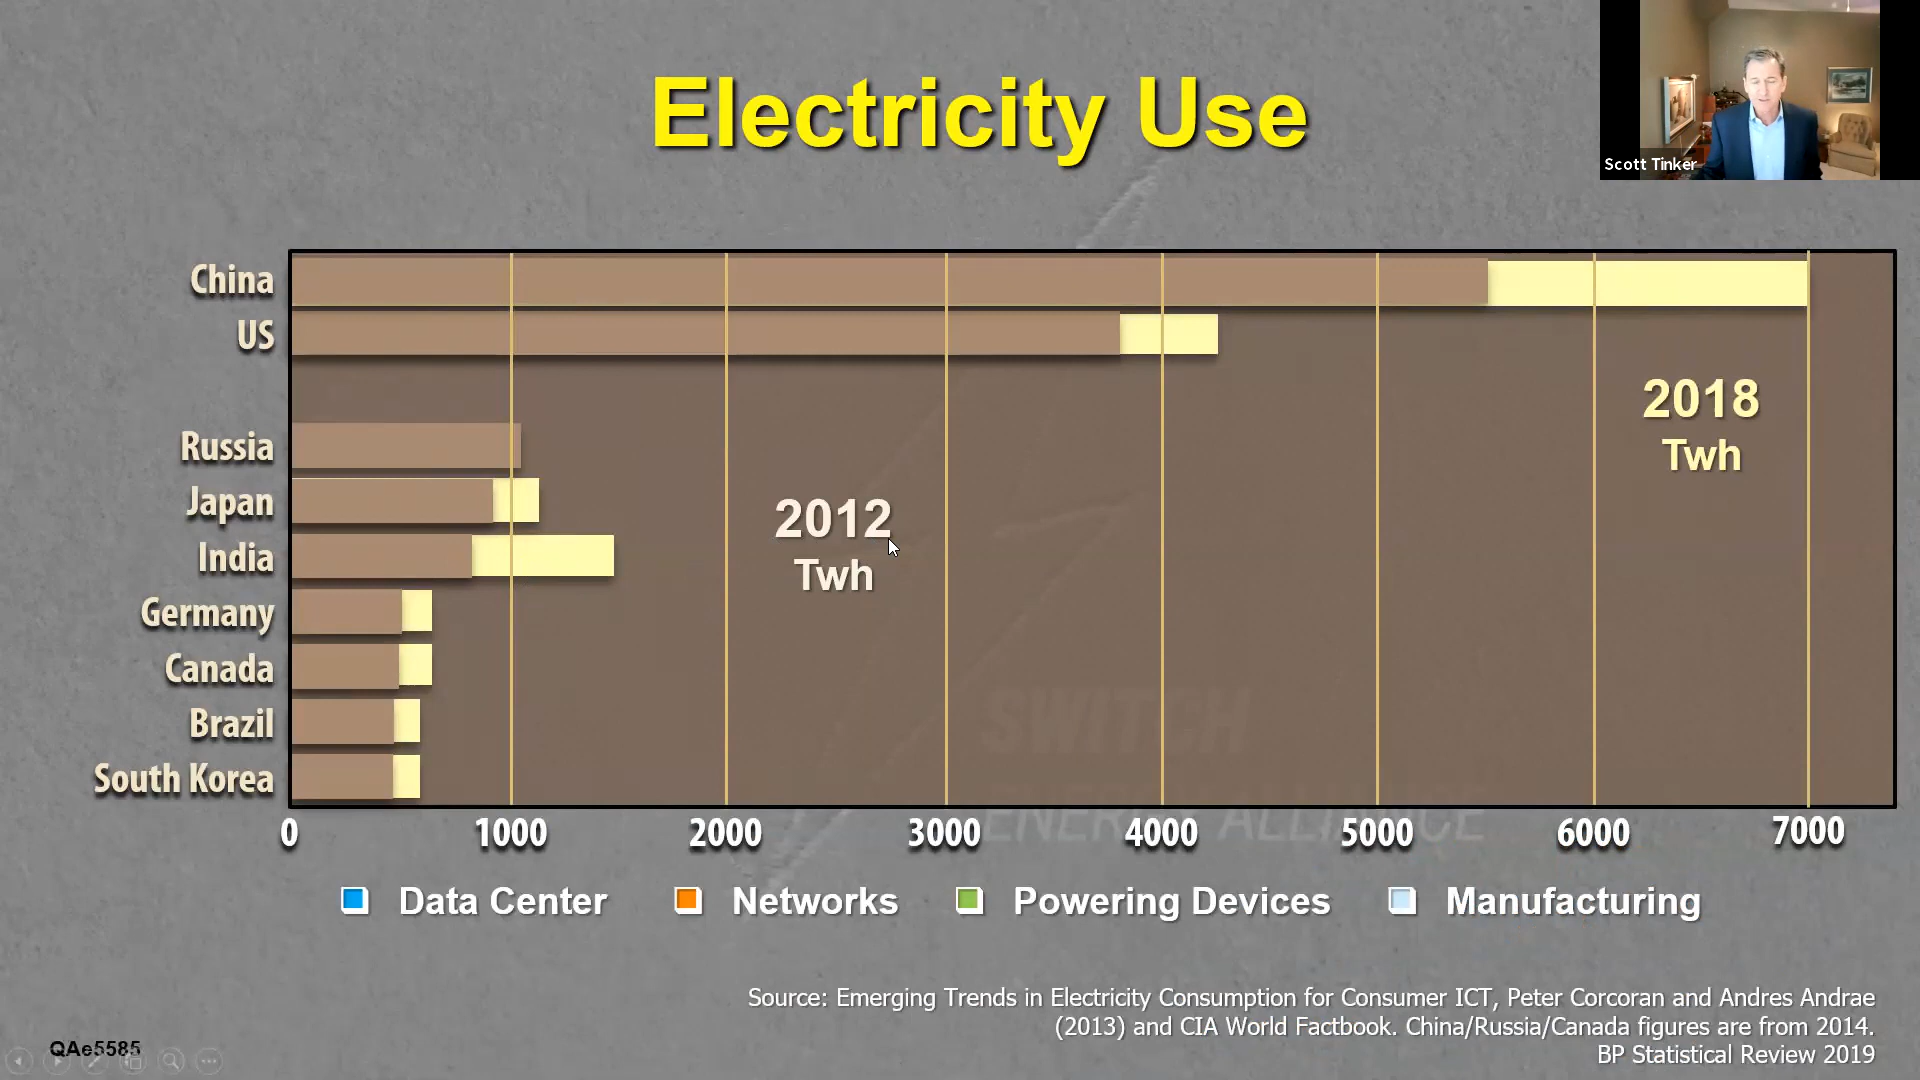 Electricity Use
Scott Tinker
China
US
2018
Twh
Russia
Japan
2012
Twh
India
Germany
Canada
Brazil
South Korea
SWITCH
ENERGY ALLIANCE
0 1000 2000 3000 4000 5000 6000 7000
Data Center Networks Powering Devices Manufacturing
Source: Emerging Trends in Electricity Consumption for Consumer ICT, Peter Corcoran and Andres Andrae
(2013) and CIA World Factbook. China/Russia/Canada figures are from 2014.
BP Statistical Review 2019
QAe5585